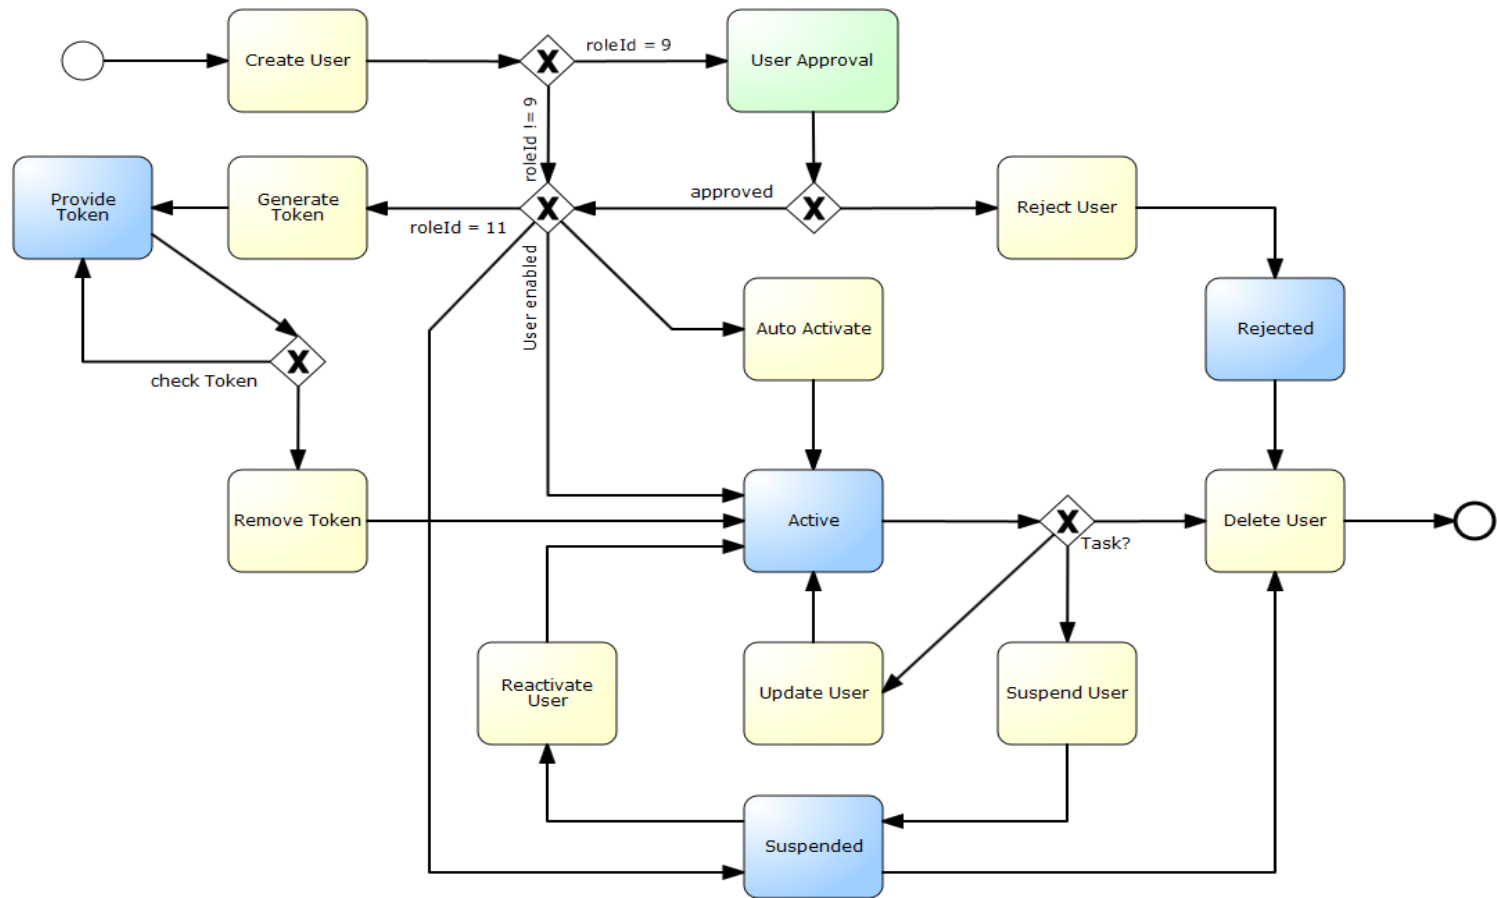 Create User
roleId = 9
User Approval
roleId != 9
Provide
Token
Generate
Token
roleId = 11
approved
Reject User
User enabled
Auto Activate
Rejected
check Token
Remove Token
Active
Task?
Delete User
Reactivate
User
Update User
Suspend User
Suspended